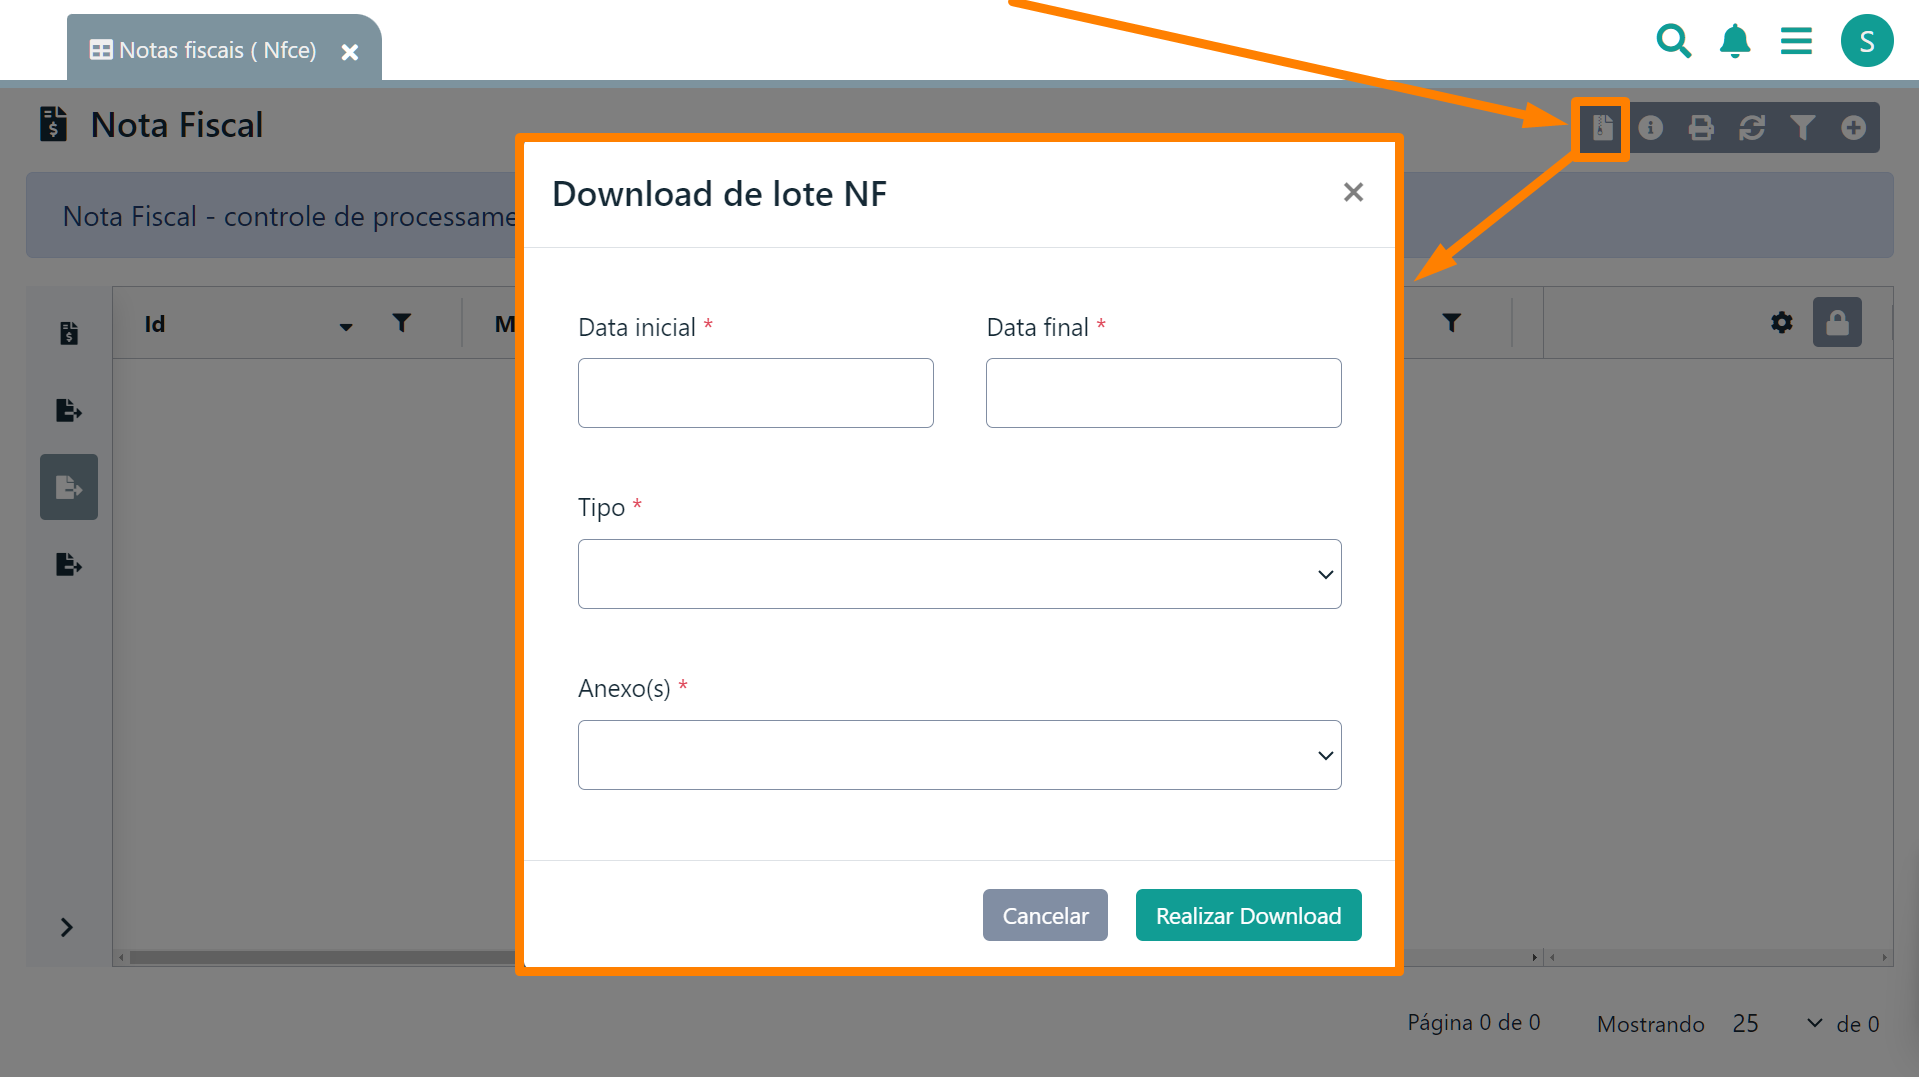 Notas fiscais ( Nfce)
S
Nota Fiscal
Nota Fiscal - controle de processame
Download de lote NF
Id
M
Data inicial *
Data final *
Tipo *
Anexo(s) *
Cancelar
Realizar Download
Página 0 de 0
Mostrando 25 de 0